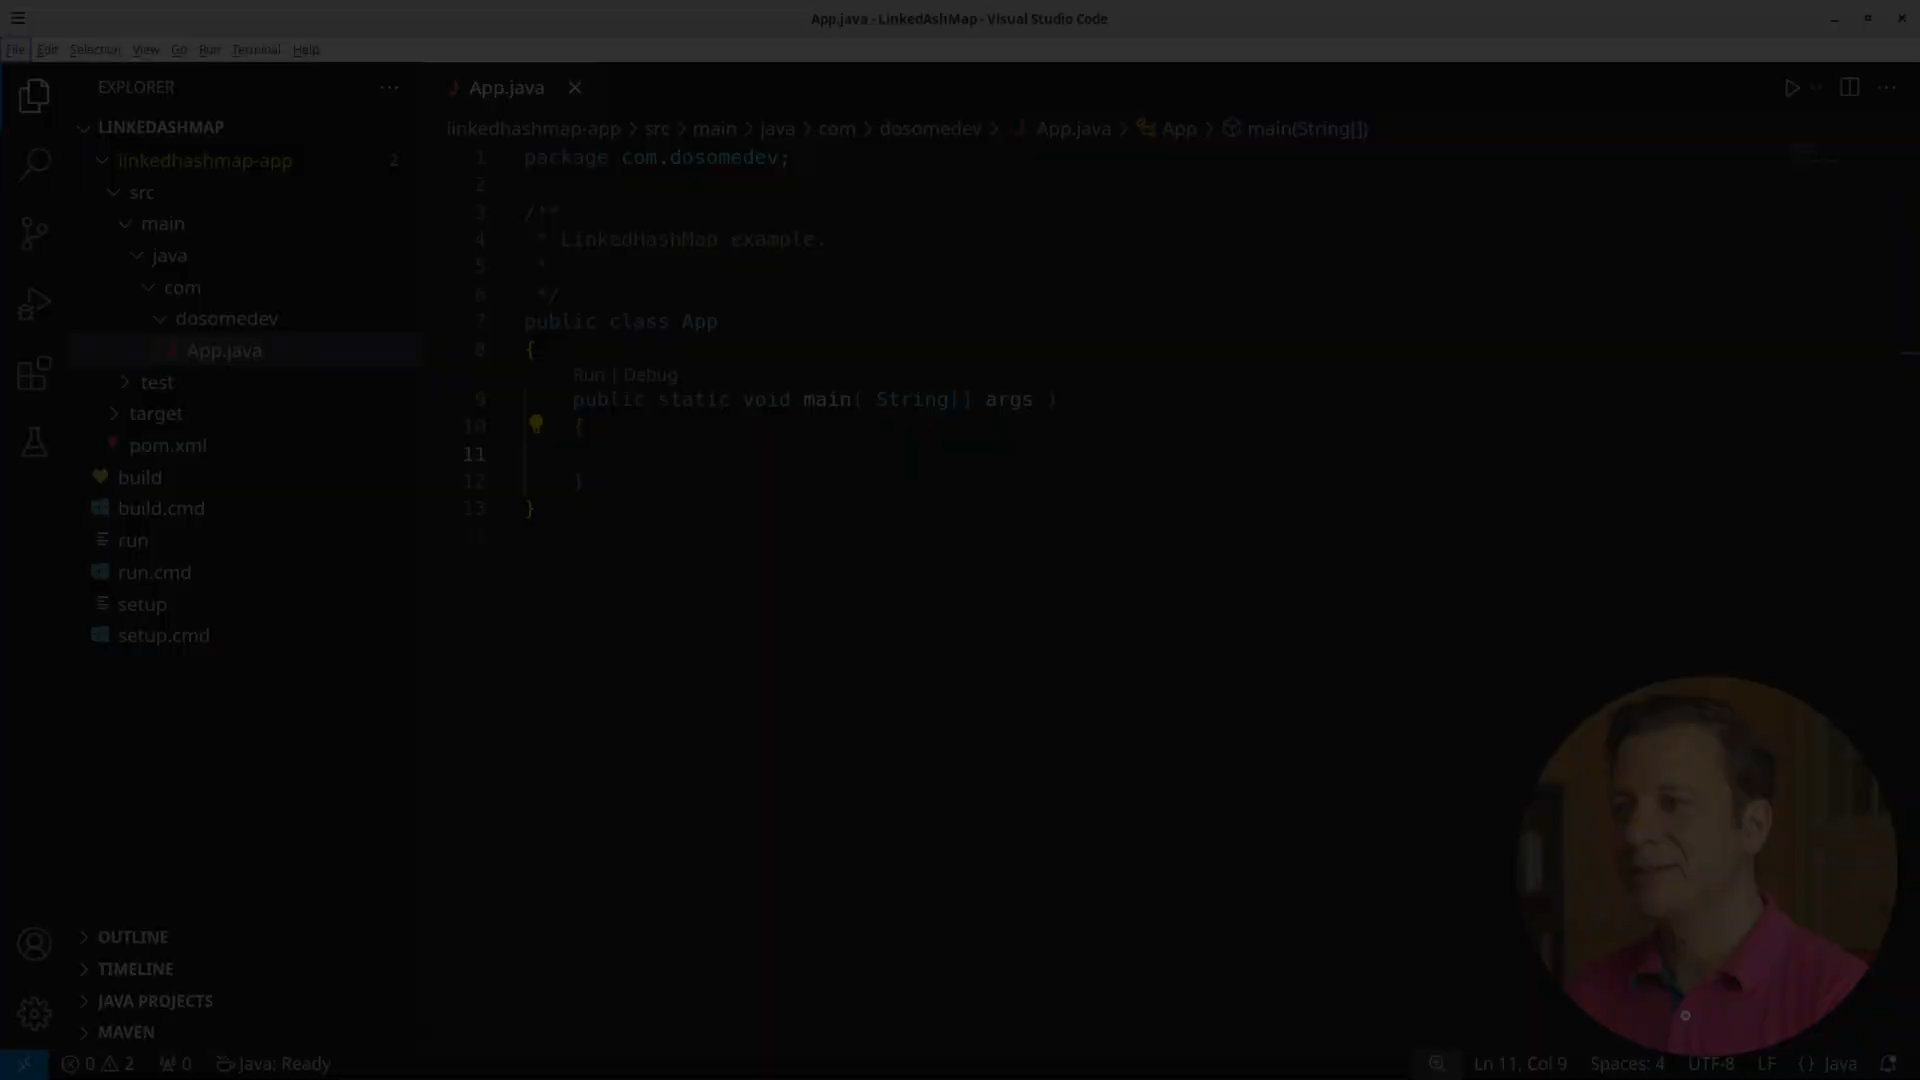 App.java - LinkedAshMap - Visual Studio Code
File Edit Selection View Go Run Terminal Help
EXPLORER
LINKEDASHMAP
linkedhashmap-app 2
src
main
java
com
dosomedev
App.java
test
target
pom.xml
build
build.cmd
run
run.cmd
setup
setup.cmd
OUTLINE
TIMELINE
JAVA PROJECTS
MAVEN
App.java
linkedhashmap-app > src > main > java > com > dosomedev > App.java > App > main(String[])
1 package com.dosomedev;
2
3 /**
4 * LinkedHashMap example.
5 *
6 */
7 public class App
8 {
Run | Debug
9 public static void main( String[] args )
10 {
11
12 }
13 }
0 2 0 Java: Ready
Ln 11, Col 9 Spaces: 4 UTF-8 LF {} Java